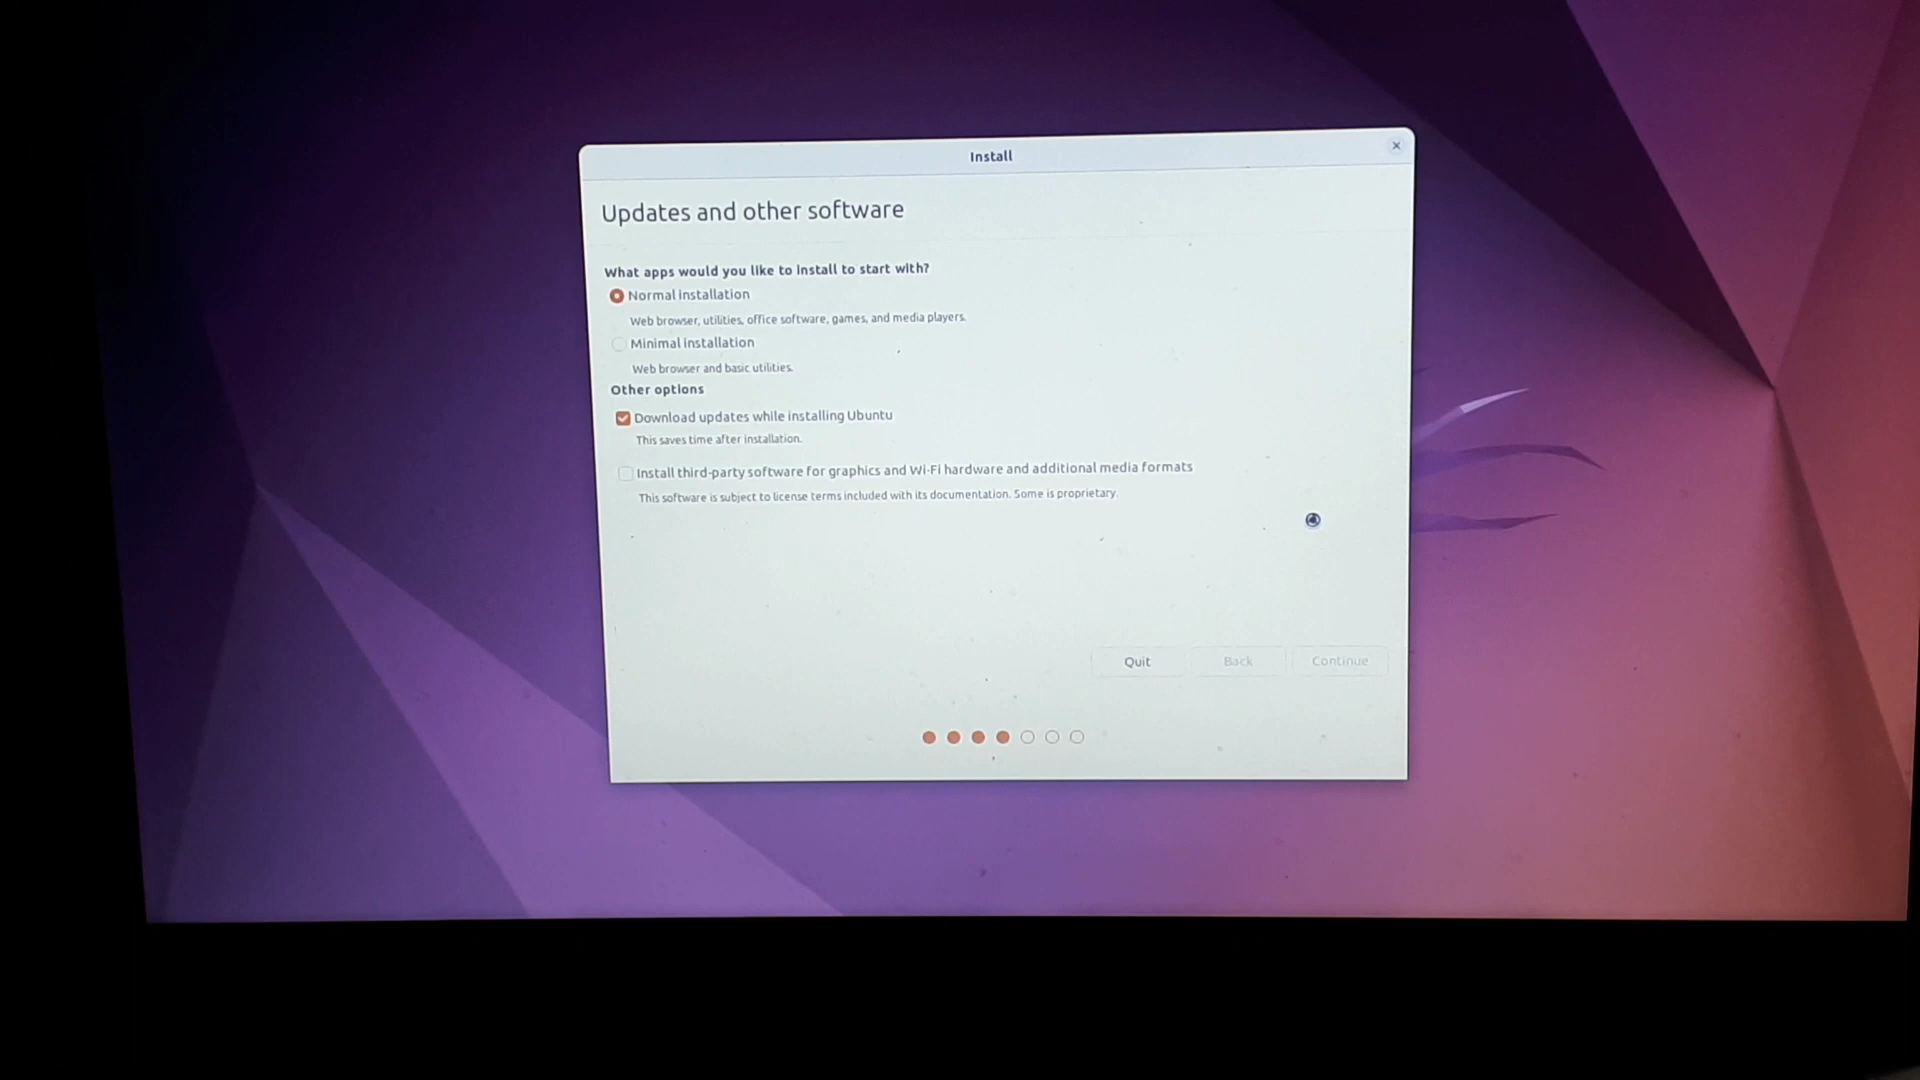 Install
Updates and other software
What apps would you like to install to start with?
Normal installation
Web browser, utilities, office software, games, and media players.
Minimal installation
Web browser and basic utilities.
Other options
Download updates while installing Ubuntu
This saves time after installation.
Install third-party software for graphics and Wi-Fi hardware and additional media formats
This software is subject to license terms included with its documentation. Some is proprietary.
Quit Back Continue